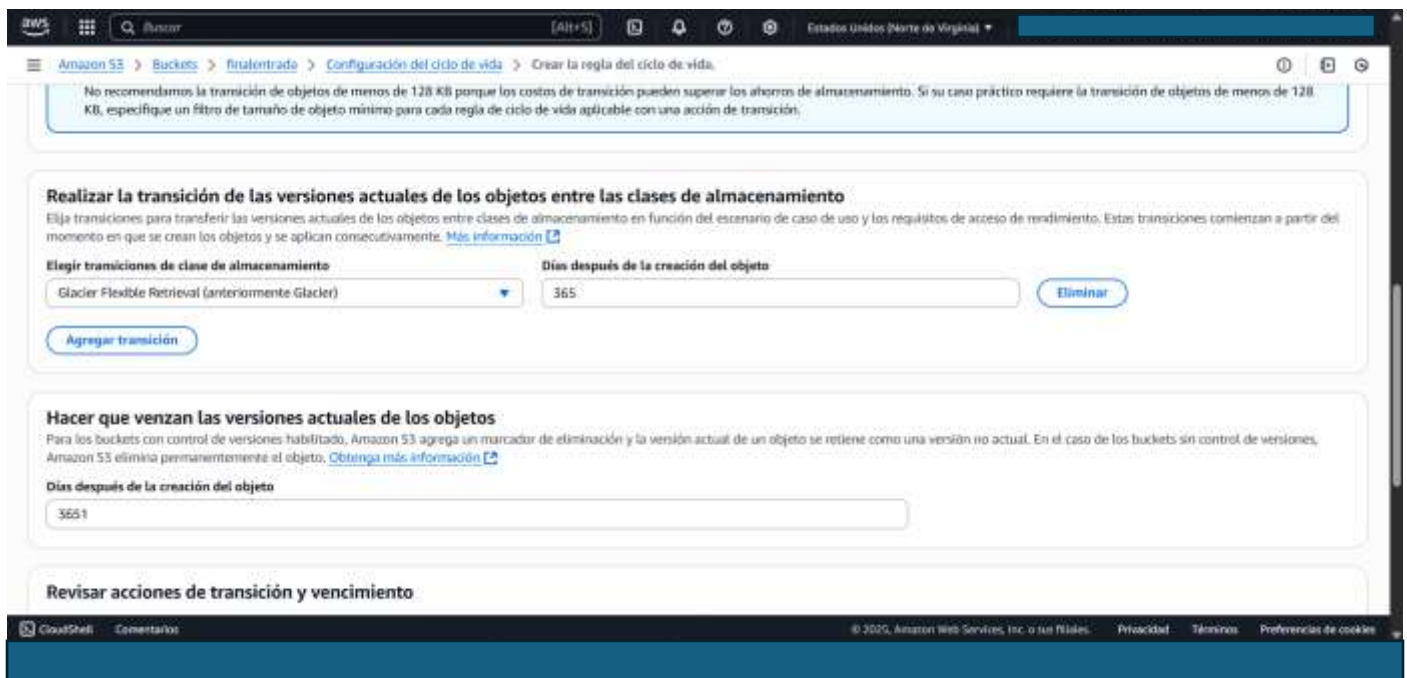 aws
Buscar
[Alt+S]
Estados Unidos (Norte de Virginia)
Amazon S3 > Buckets > finalentrada > Configuración del ciclo de vida > Crear la regla del ciclo de vida.
No recomendamos la transición de objetos de menos de 128 KB porque los costos de transición pueden superar los ahorros de almacenamiento. Si su caso práctico requiere la transición de objetos de menos de 128
KB, especifique un filtro de tamaño de objeto mínimo para cada regla de ciclo de vida aplicable con una acción de transición.
Realizar la transición de las versiones actuales de los objetos entre las clases de almacenamiento
Elija transiciones para transferir las versiones actuales de los objetos entre clases de almacenamiento en función del escenario de caso de uso y los requisitos de acceso de rendimiento. Estas transiciones comienzan a partir del
momento en que se crean los objetos y se aplican consecutivamente. Más información
Elegir transiciones de clase de almacenamiento
Días después de la creación del objeto
Glacier Flexible Retrieval (anteriormente Glacier)
365
Eliminar
Agregar transición
Hacer que venzan las versiones actuales de los objetos
Para los buckets con control de versiones habilitado, Amazon S3 agrega un marcador de eliminación y la versión actual de un objeto se retiene como una versión no actual. En el caso de los buckets sin control de versiones,
Amazon S3 elimina permanentemente el objeto. Obtenga más información
Días después de la creación del objeto
3651
Revisar acciones de transición y vencimiento
CloudShell Comentarios
© 2025, Amazon Web Services, Inc. o sus filiales. Privacidad Términos Preferencias de cookies